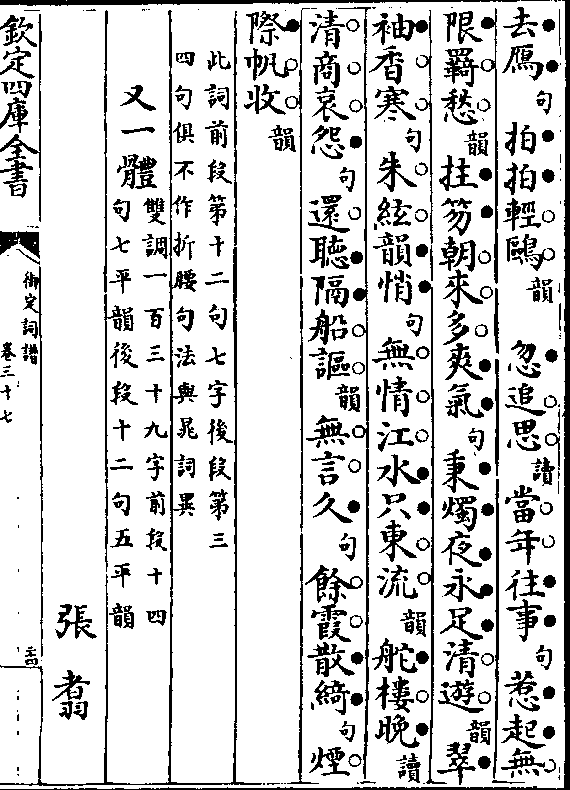 去鴈句拍拍輕鷗韻忽追思讀當年往事句惹起無
限羇愁韻拄笏朝來多爽氣句秉燭夜永足清遊韻翠
袖香寒句朱絃韻悄句無情江水只東流韻舵樓晚讀
清商哀怨句還聽隔船謳韻無言久句餘霞散綺句煙
際帆收韻
此詞前段第十二句七字後段第三
四句俱不作折腰句法與晁詞異
又一體雙調一百三十九字前段十四
句七平韻後段十二句五平韻
張翥
欽定四庫全書
御定詞譜
卷三十七